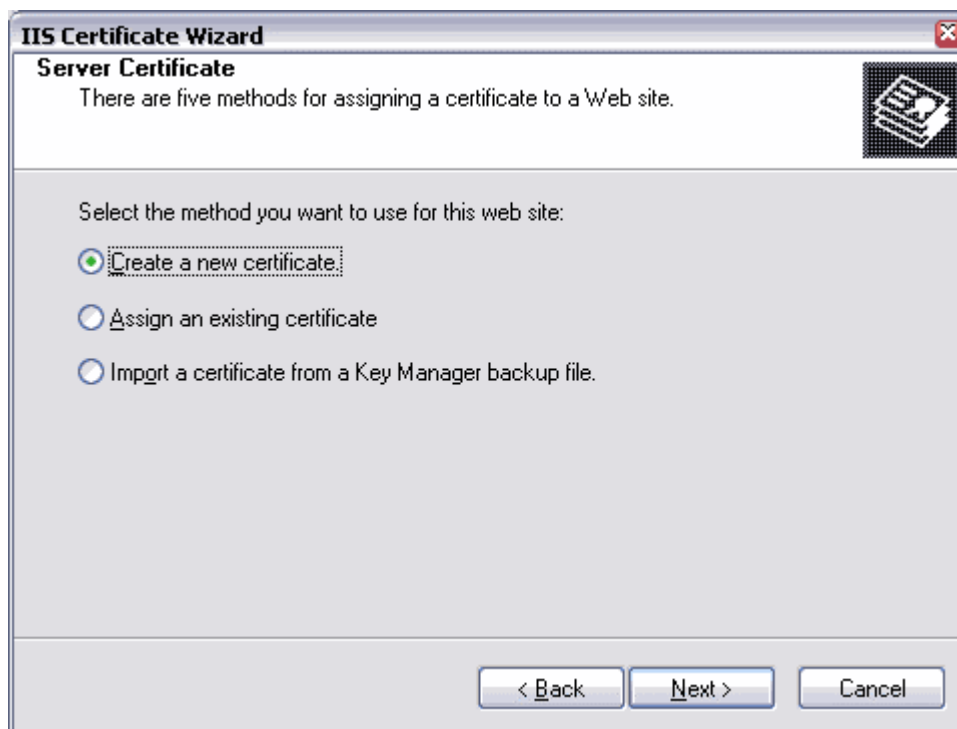 IIS Certificate Wizard
Server Certificate
There are five methods for assigning a certificate to a Web site.
Select the method you want to use for this web site:
Create a new certificate.
Assign an existing certificate
Import a certificate from a Key Manager backup file.
< Back
Next >
Cancel